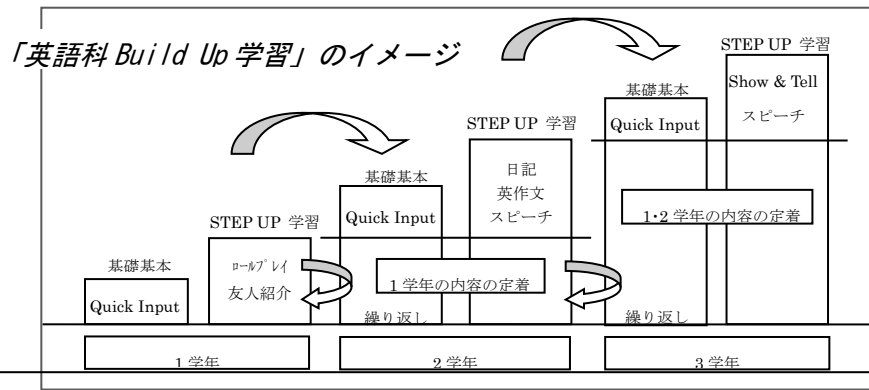 「英語科 Build Up 学習」のイメージ
基礎基本
Quick Input
STEP UP 学習
ﾛｰﾙﾌﾟﾚｲ
友人紹介
1 学年
基礎基本
Quick Input
繰り返し
STEP UP 学習
日記
英作文
スピーチ
1 学年の内容の定着
2 学年
基礎基本
Quick Input
繰り返し
STEP UP 学習
Show & Tell
スピーチ
1・2 学年の内容の定着
3 学年